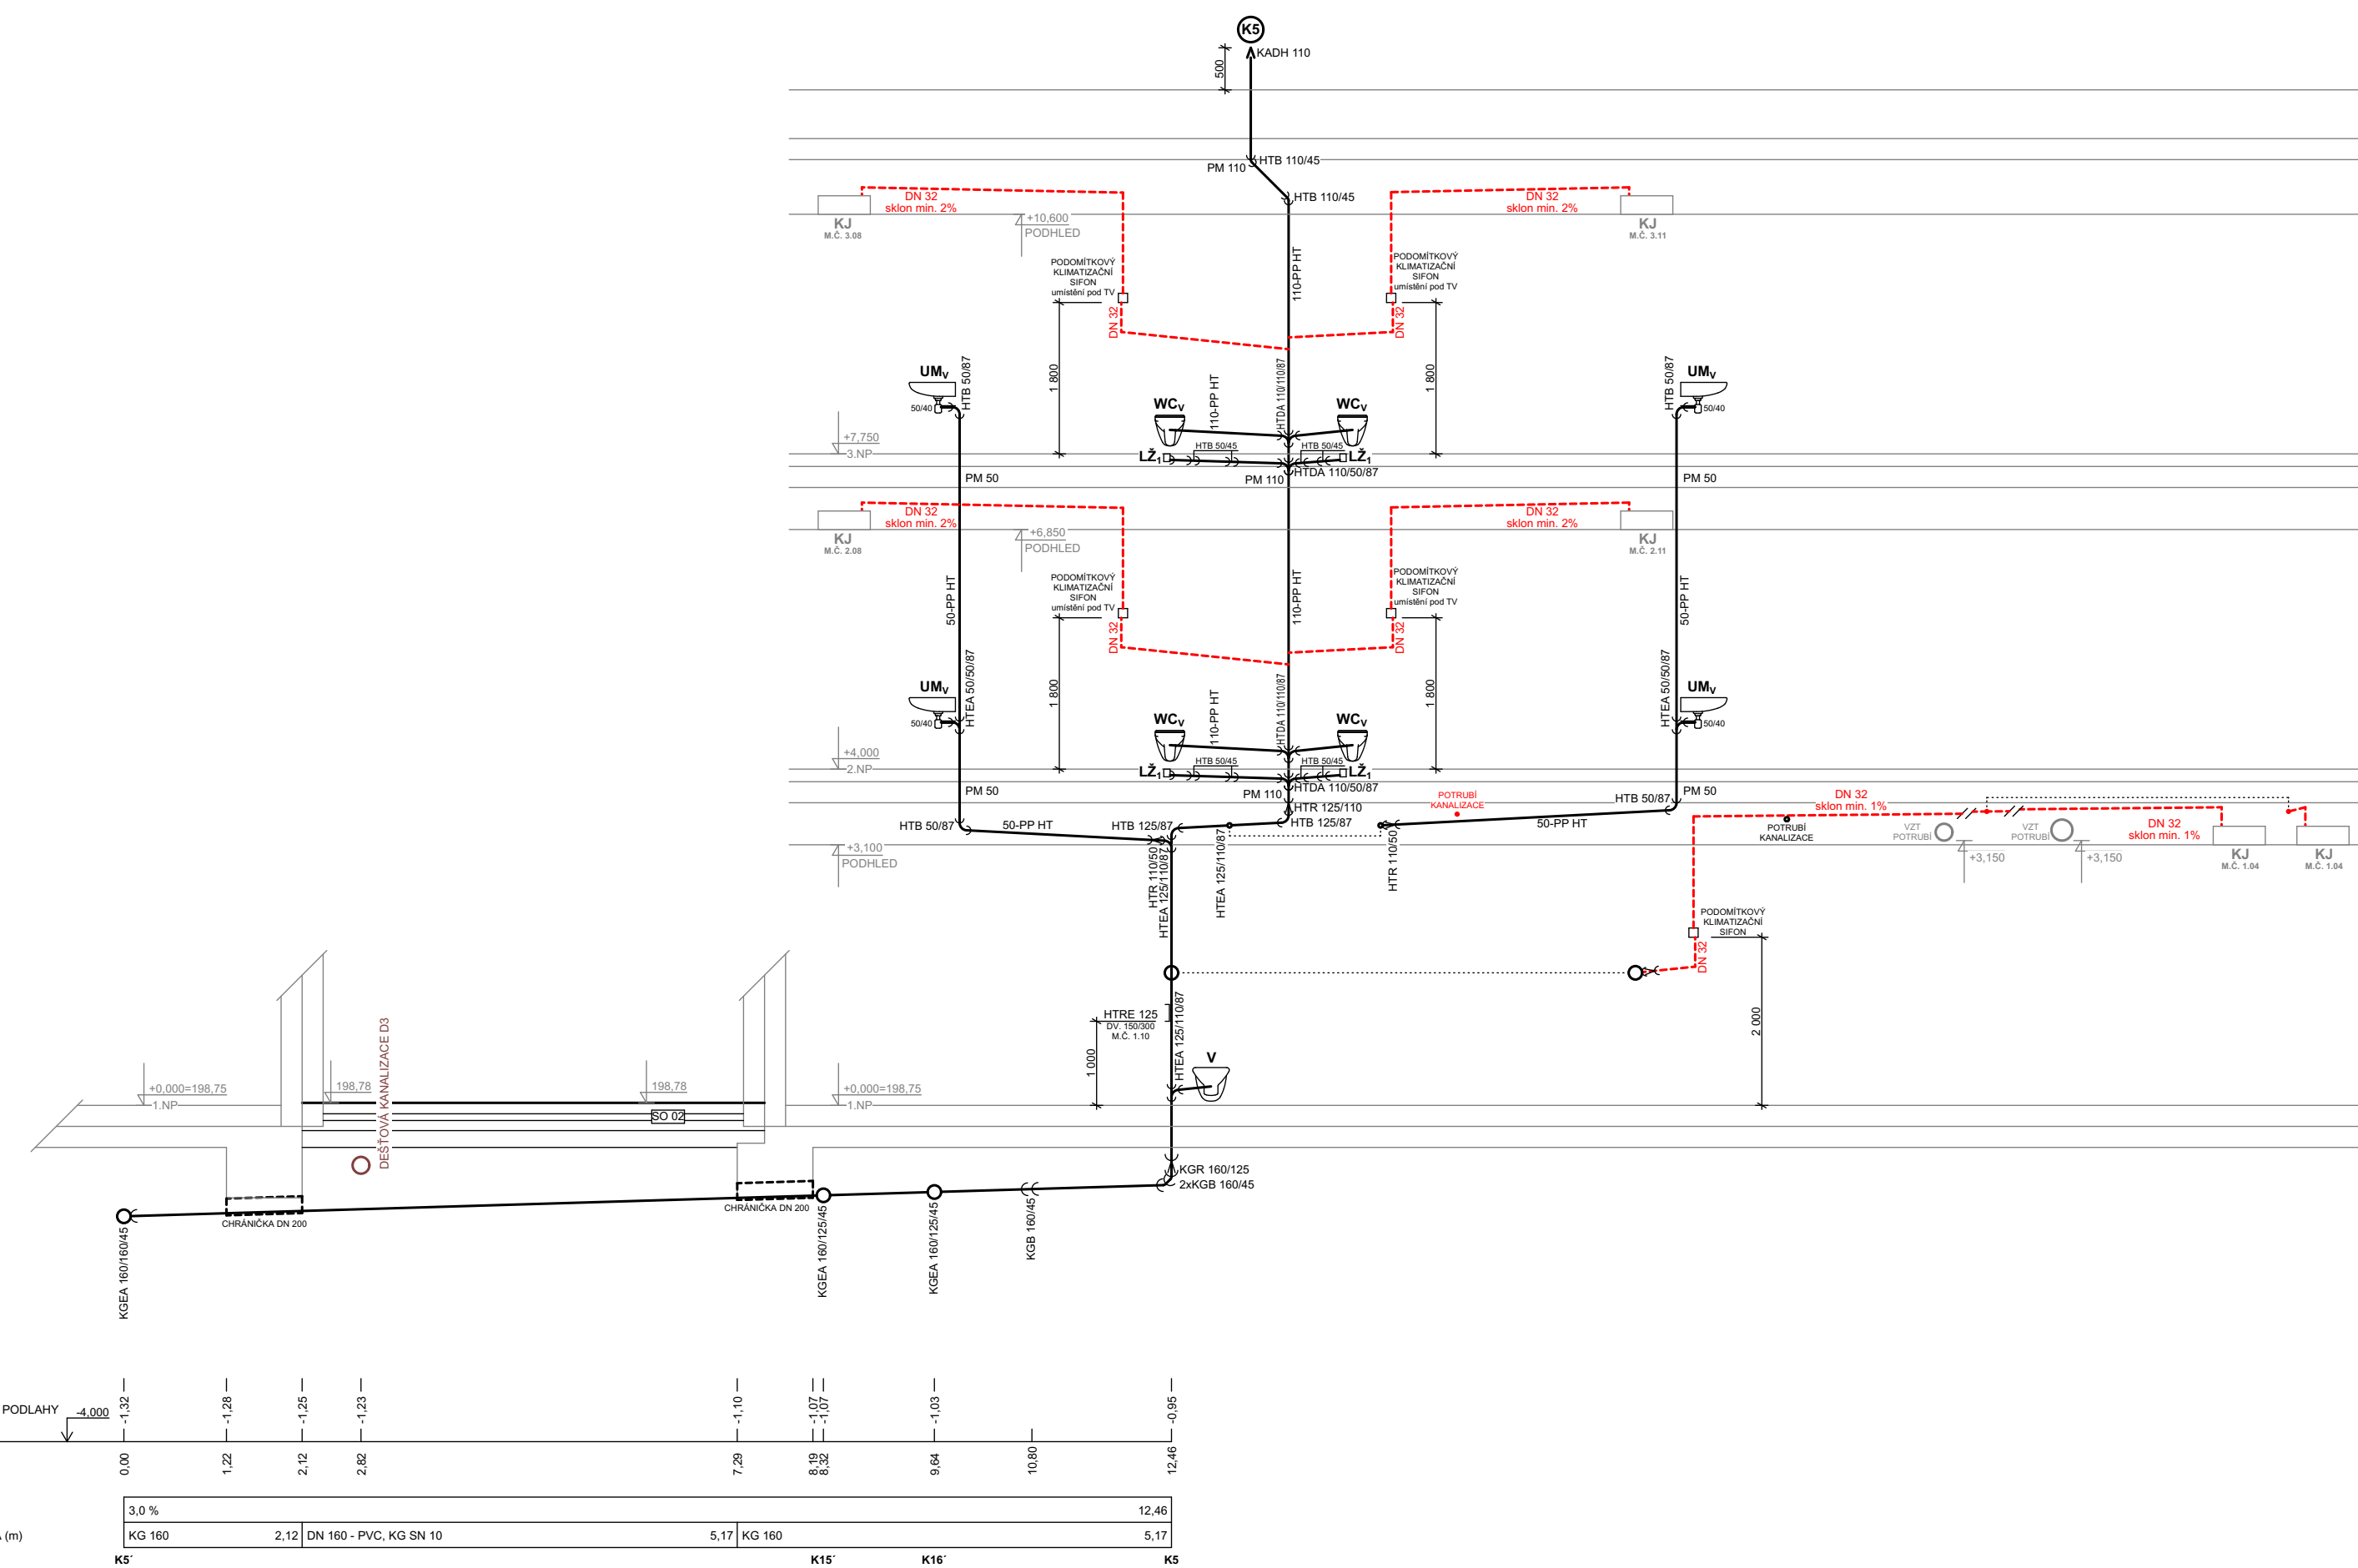 K5
KADH 110
500
PM 110
HTB 110/45
HTB 110/45
DN 32
sklon min. 2%
KJ
M.Č. 3.08
+10,600
PODHLED
DN 32
sklon min. 2%
KJ
M.Č. 3.11
110-PP HT
PODOMÍTKOVÝ
KLIMATIZAČNÍ
SIFON
umístění pod TV
PODOMÍTKOVÝ
KLIMATIZAČNÍ
SIFON
umístění pod TV
DN 32
DN 32
1 800
1 800
UMV
50/40
HTB 50/87
WCV
110-PP HT
HTDA 110/110/87
WCV
HTB 50/87
UMV
50/40
+7,750
3.NP
LŽ1
HTB 50/45
HTB 50/45
LŽ1
HTDA 110/50/87
PM 50
PM 110
PM 50
DN 32
sklon min. 2%
KJ
M.Č. 2.08
+6,850
PODHLED
DN 32
sklon min. 2%
KJ
M.Č. 2.11
50-PP HT
PODOMÍTKOVÝ
KLIMATIZAČNÍ
SIFON
umístění pod TV
110-PP HT
PODOMÍTKOVÝ
KLIMATIZAČNÍ
SIFON
umístění pod TV
50-PP HT
DN 32
DN 32
1 800
1 800
UMV
50/40
HTEA 50/50/87
WCV
110-PP HT
HTDA 110/110/87
WCV
HTEA 50/50/87
UMV
50/40
+4,000
2.NP
LŽ1
HTB 50/45
HTB 50/45
LŽ1
HTDA 110/50/87
PM 50
PM 110
HTR 125/110
POTRUBÍ
KANALIZACE
HTB 50/87
PM 50
DN 32
sklon min. 1%
HTB 50/87
50-PP HT
HTB 125/87
HTB 125/87
50-PP HT
POTRUBÍ
KANALIZACE
VZT
POTRUBÍ
VZT
POTRUBÍ
DN 32
sklon min. 1%
+3,100
PODHLED
HTR 110/50
HTEA 125/110/87
HTEA 125/110/87
HTR 110/50
+3,150
+3,150
KJ
M.Č. 1.04
KJ
M.Č. 1.04
PODOMÍTKOVÝ
KLIMATIZAČNÍ
SIFON
DN 32
2 000
HTRE 125
DV. 150/300
M.Č. 1.10
1 000
HTEA 125/110/87
V
DEŠŤOVÁ KANALIZACE D3
+0,000=198,75
1.NP
198,78
198,78
SO 02
+0,000=198,75
1.NP
KGR 160/125
2xKGB 160/45
CHRÁNIČKA DN 200
CHRÁNIČKA DN 200
KGEA 160/160/45
KGEA 160/125/45
KGEA 160/125/45
KGB 160/45
PODLAHY
-4,000
-1,32
-1,28
-1,25
-1,23
-1,10
-1,07
-1,07
-1,03
-0,95
0,00
1,22
2,12
2,82
7,29
8,19
8,32
9,64
10,80
12,46
3,0 % 12,46
(m)
KG 160 2,12 DN 160 - PVC, KG SN 10 5,17 KG 160 5,17
K5´ K15´ K16´ K5